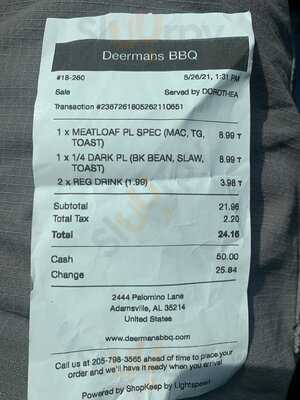 Deermans BBQ
#18-260 5/26/21, 1:31 PM
Sale Served by DOROTHEA
Transaction #2367261805262110651
1 x MEATLOAF PL SPEC (MAC, TG, 8.99 T
TOAST)
1 x 1/4 DARK PL (BK BEAN, SLAW, 8.99 T
TOAST)
2 x REG DRINK (1.99) 3.98 T
Subtotal 21.96
Total Tax 2.20
Total 24.16
Cash 50.00
Change 25.84
2444 Palomino Lane
Adamsville, AL 35214
United States
www.deermansbbq.com
Call us at 205-798-3565 ahead of time to place your
order and we'll have it ready when you arrive!
Powered by ShopKeep by Lightspeed